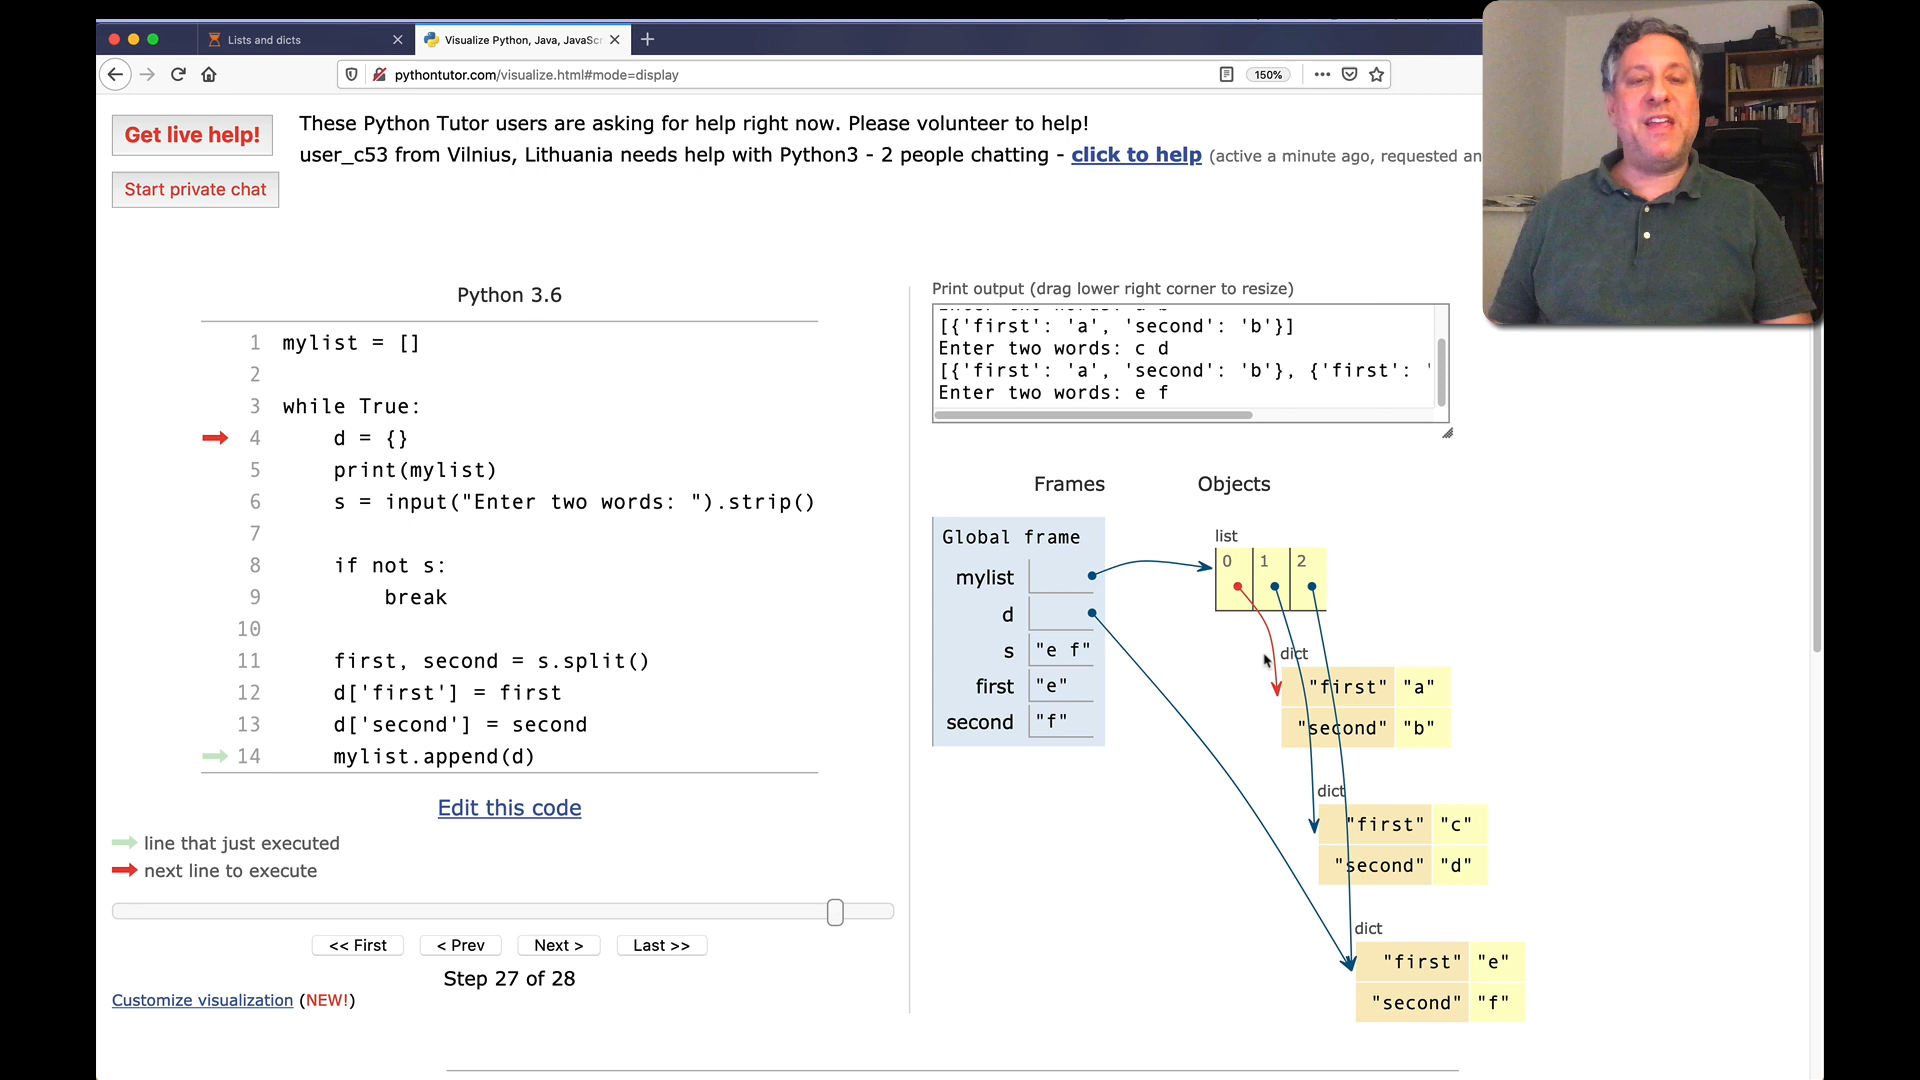 Lists and dicts
Visualize Python, Java, JavaSc
pythontutor.com/visualize.html#mode=display
150%
Get live help!
These Python Tutor users are asking for help right now. Please volunteer to help!
user_c53 from Vilnius, Lithuania needs help with Python3 - 2 people chatting - click to help (active a minute ago, requested an
Start private chat
Python 3.6
1 mylist = []
2
3 while True:
4 d = {}
5 print(mylist)
6 s = input("Enter two words: ").strip()
7
8 if not s:
9 break
10
11 first, second = s.split()
12 d['first'] = first
13 d['second'] = second
14 mylist.append(d)
Edit this code
line that just executed
next line to execute
<< First
< Prev
Next >
Last >>
Step 27 of 28
Customize visualization (NEW!)
Print output (drag lower right corner to resize)
[{'first': 'a', 'second': 'b'}]
Enter two words: c d
[{'first': 'a', 'second': 'b'}, {'first': '
Enter two words: e f
Frames
Objects
Global frame
mylist
d
s "e f"
first "e"
second "f"
list
0 1 2
dict
"first" "a"
"second" "b"
dict
"first" "c"
"second" "d"
dict
"first" "e"
"second" "f"